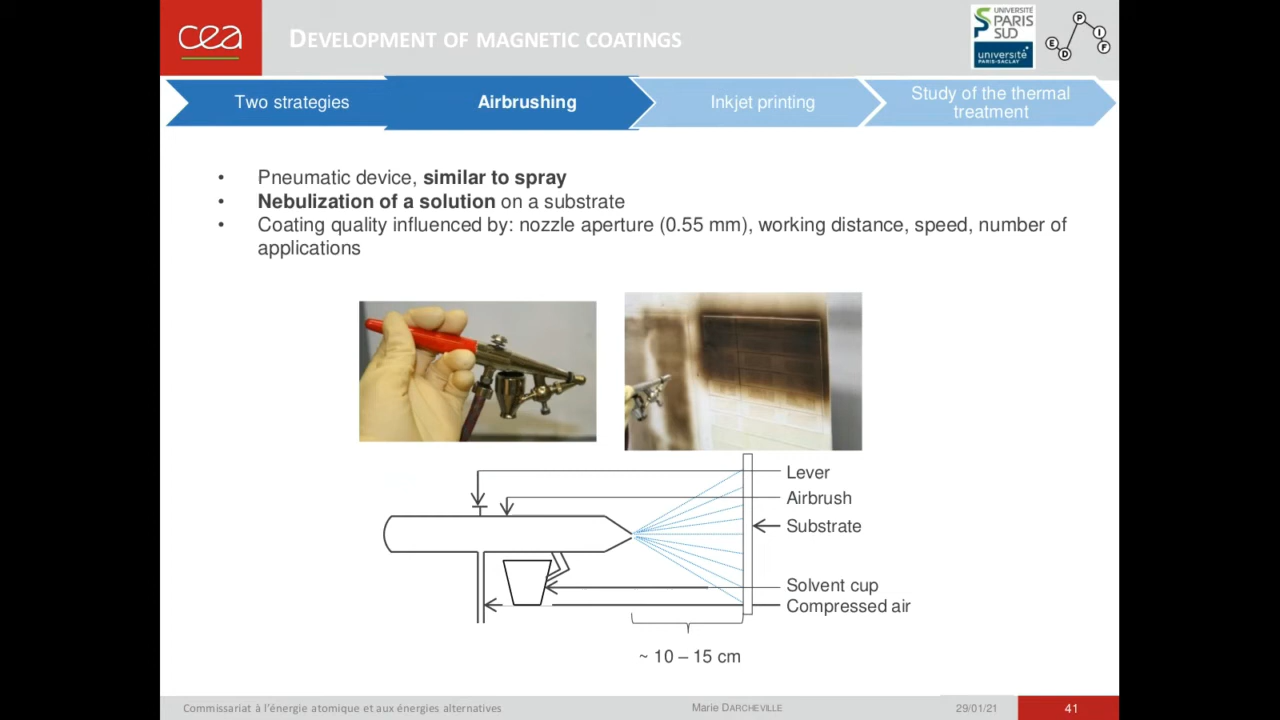 cea
DEVELOPMENT OF MAGNETIC COATINGS
UNIVERSITÉ
PARIS
SUD
université
PARIS-SACLAY
E D P I F
Two strategies
Airbrushing
Inkjet printing
Study of the thermal
treatment
• Pneumatic device, similar to spray
• Nebulization of a solution on a substrate
• Coating quality influenced by: nozzle aperture (0.55 mm), working distance, speed, number of
applications
Lever
Airbrush
Substrate
Solvent cup
Compressed air
~ 10 – 15 cm
Commissariat à l'énergie atomique et aux énergies alternatives
Marie DARCHEVILLE
29/01/21
41